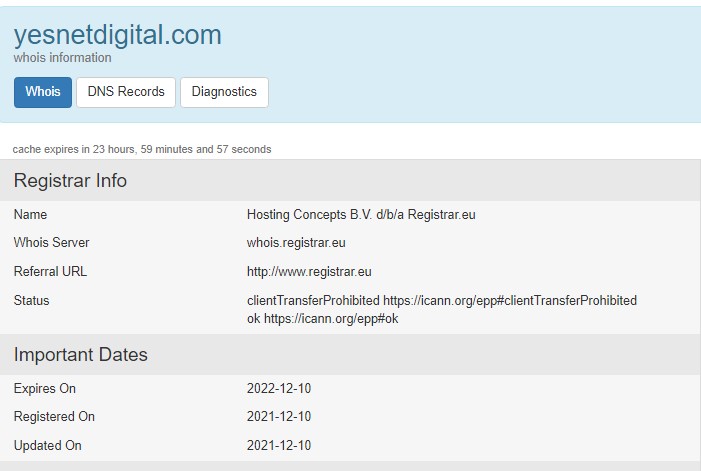 yesnetdigital.com
whois information
Whois DNS Records Diagnostics
cache expires in 23 hours, 59 minutes and 57 seconds
Registrar Info
Name Hosting Concepts B.V. d/b/a Registrar.eu
Whois Server whois.registrar.eu
Referral URL http://www.registrar.eu
Status clientTransferProhibited https://icann.org/epp#clientTransferProhibited
ok https://icann.org/epp#ok
Important Dates
Expires On 2022-12-10
Registered On 2021-12-10
Updated On 2021-12-10